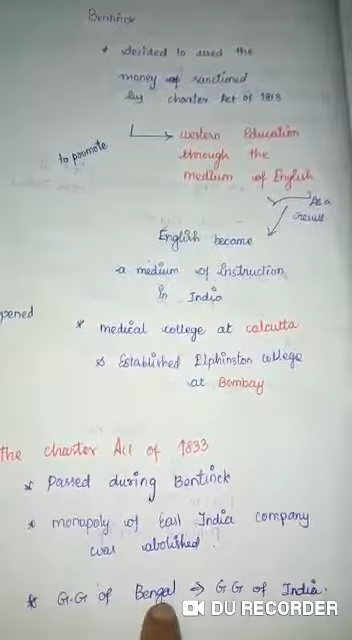 Bentinck
* decided to used the
money of sanctioned
by charter Act of 1813
to promote
western Education
through the
medium of English
As a
result
English became
a medium of instruction
in India
pened
* medical college at calcutta
* Established Elphinston college
at Bombay
The charter Act of 1833
* Passed during Bentinck
* monopoly of East India company
was abolished.
* G.G of Bengal → G.G of India.
DU RECORDER